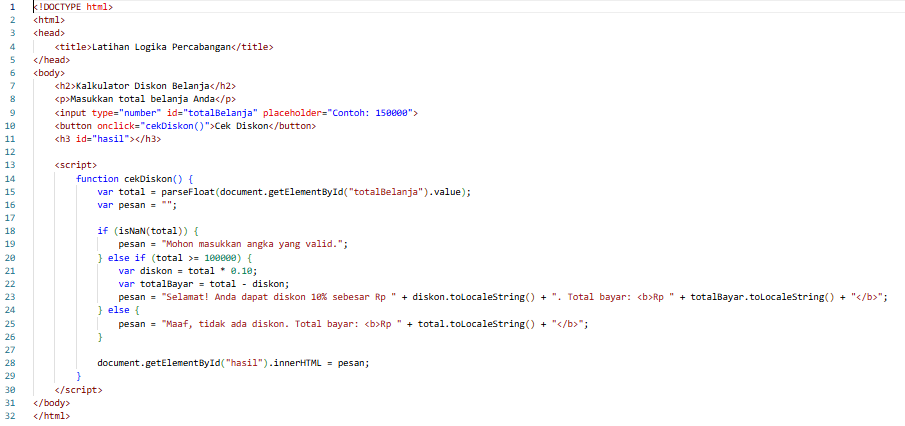 1 <!DOCTYPE html>
2 <html>
3 <head>
4 <title>Latihan Logika Percabangan</title>
5 </head>
6 <body>
7 <h2>Kalkulator Diskon Belanja</h2>
8 <p>Masukkan total belanja Anda</p>
9 <input type="number" id="totalBelanja" placeholder="Contoh: 150000">
10 <button onclick="cekDiskon()">Cek Diskon</button>
11 <h3 id="hasil"></h3>
12
13 <script>
14 function cekDiskon() {
15 var total = parseFloat(document.getElementById("totalBelanja").value);
16 var pesan = "";
17
18 if (isNaN(total)) {
19 pesan = "Mohon masukkan angka yang valid.";
20 } else if (total >= 100000) {
21 var diskon = total * 0.10;
22 var totalBayar = total - diskon;
23 pesan = "Selamat! Anda dapat diskon 10% sebesar Rp " + diskon.toLocaleString() + ". Total bayar: <b>Rp " + totalBayar.toLocaleString() + "</b>";
24 } else {
25 pesan = "Maaf, tidak ada diskon. Total bayar: <b>Rp " + total.toLocaleString() + "</b>";
26 }
27
28 document.getElementById("hasil").innerHTML = pesan;
29 }
30 </script>
31 </body>
32 </html>